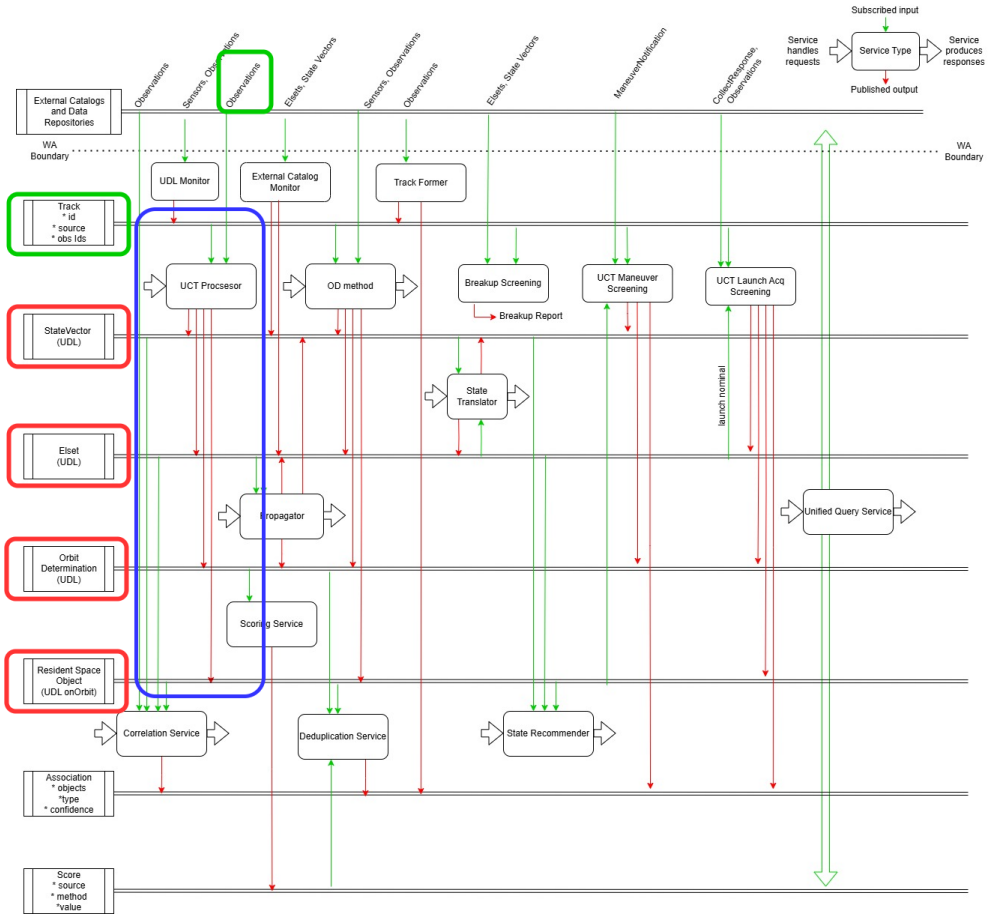 Subscribed input
Service
handles
requests
Service Type
Service
produces
responses
Published output
Observations
Sensors, Observations
Observations
Elsets, State Vectors
Sensors, Observations
Observations
Elsets, State Vectors
ManeuverNotification
CollectResponse,
Observations
External Catalogs
and Data
Repositories
WA
Boundary
WA
Boundary
UDL Monitor
External Catalog
Monitor
Track Former
Track
* id
* source
* obs Ids
UCT Procsesor
OD method
Breakup Screening
UCT Maneuver
Screening
UCT Launch Acq
Screening
Breakup Report
StateVector
(UDL)
State
Translator
launch nominal
Elset
(UDL)
Propagator
Unified Query Service
Orbit
Determination
(UDL)
Scoring Service
Resident Space
Object
(UDL onOrbit)
Correlation Service
Deduplication Service
State Recommender
Association
* objects
*type
* confidence
Score
* source
* method
*value